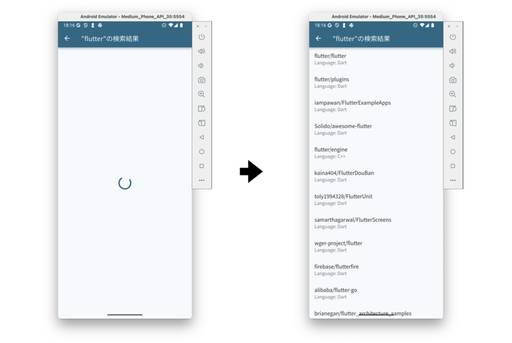 Android Emulator - Medium_Phone_API_35:5554
18:16
"flutter"の検索結果
Android Emulator - Medium_Phone_API_35:5554
18:16
"flutter"の検索結果
flutter/flutter
Language: Dart
flutter/plugins
Language: Dart
iampawan/FlutterExampleApps
Language: Dart
Solido/awesome-flutter
Language: Dart
flutter/engine
Language: C++
kaina404/FlutterDouBan
Language: Dart
toly1994328/FlutterUnit
Language: Dart
samarthagarwal/FlutterScreens
Language: Dart
wger-project/flutter
Language: Dart
firebase/flutterfire
Language: Dart
alibaba/flutter-go
Language: Dart
brianegan/flutter_architecture_samples